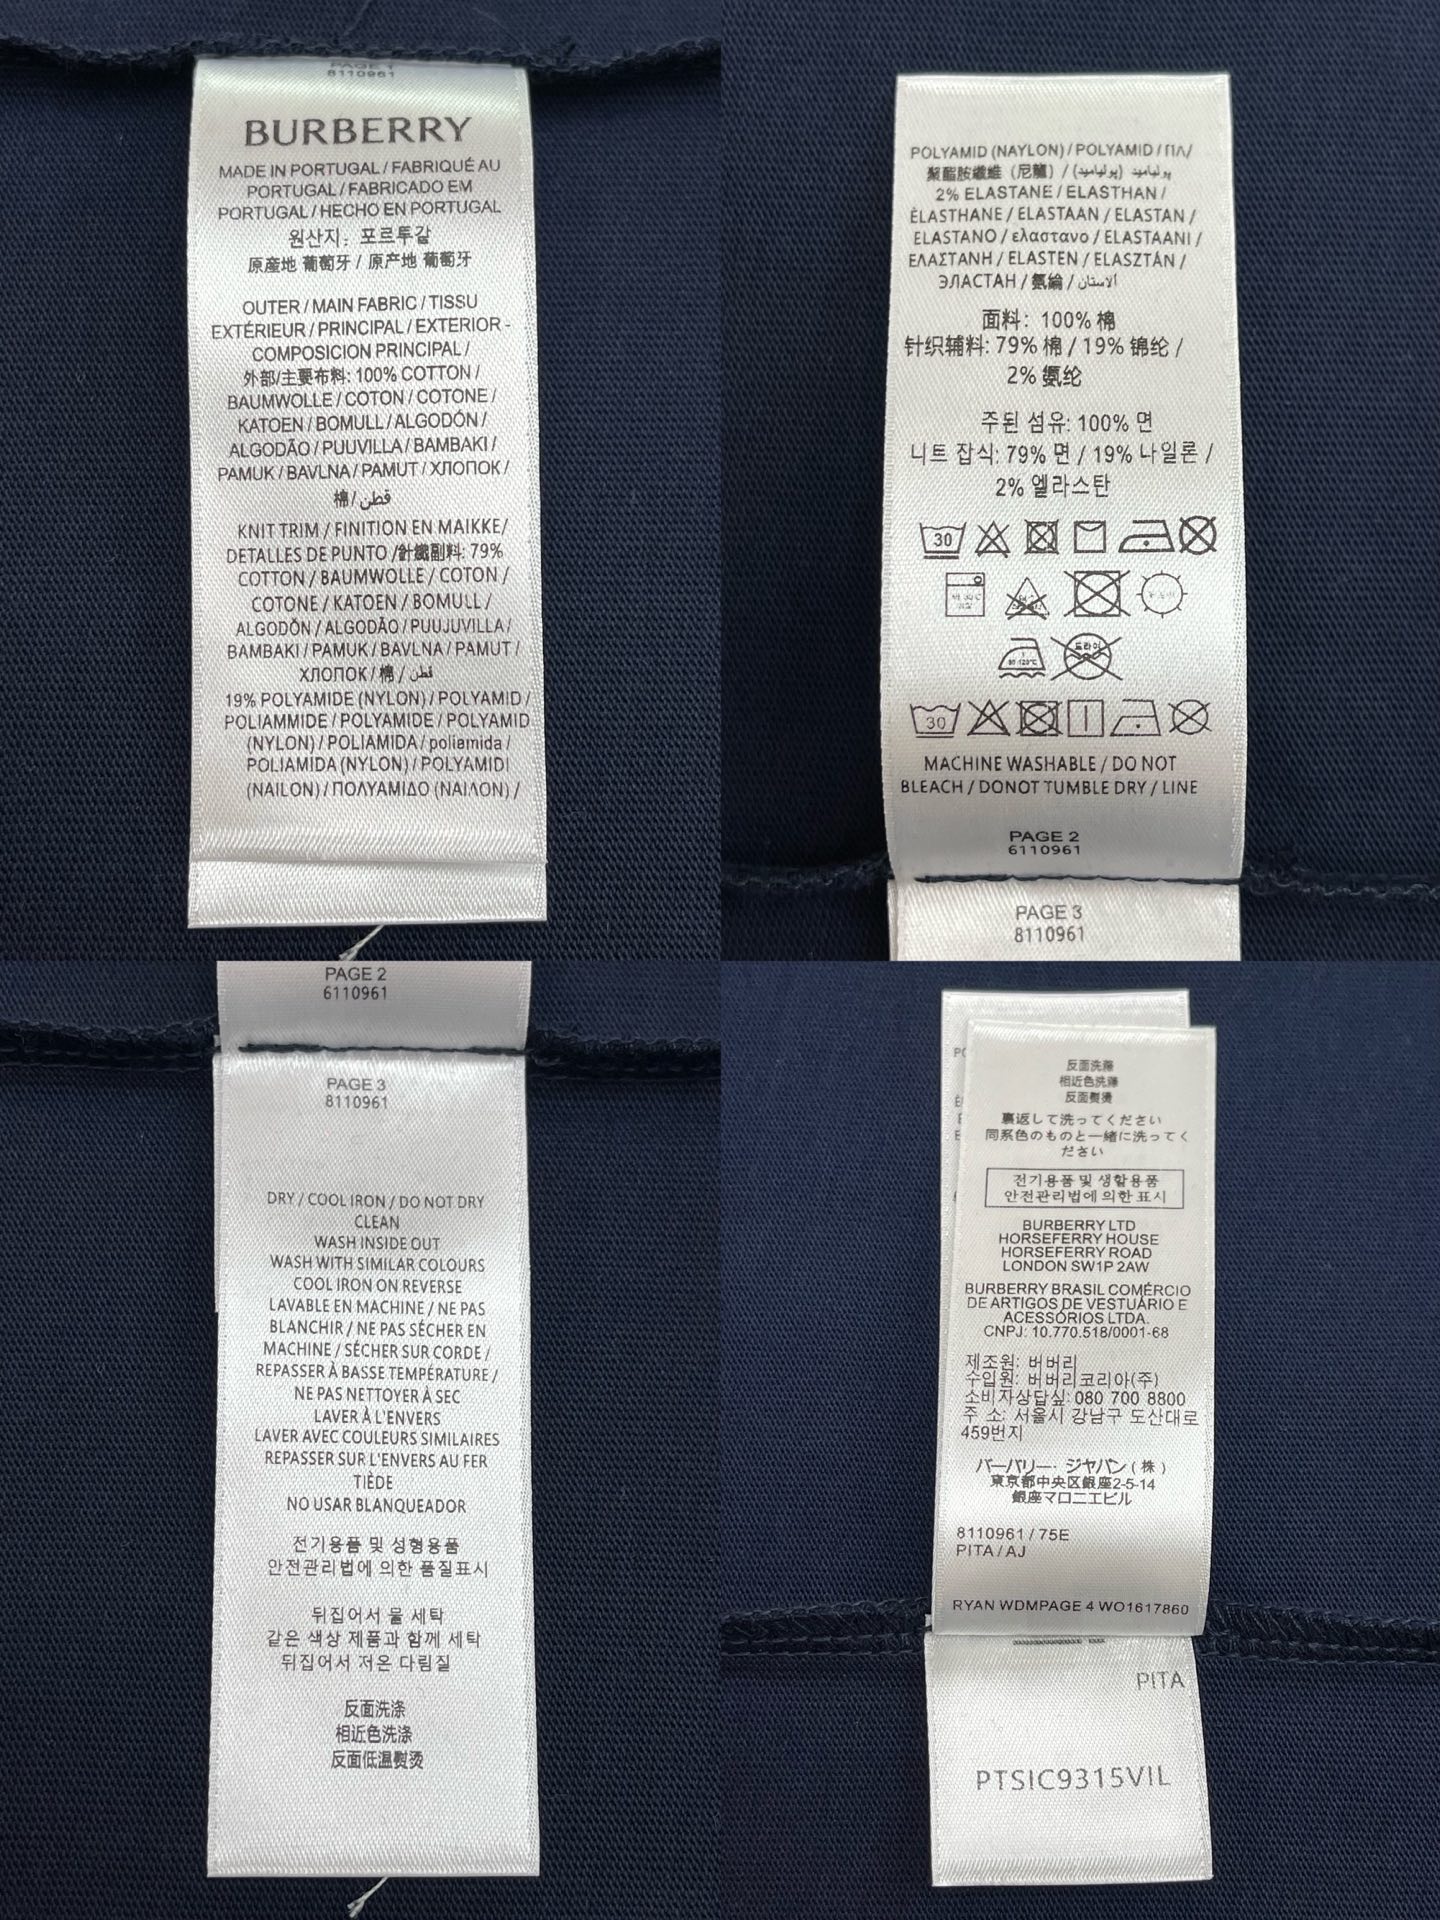 PAGE 1
8110961
BURBERRY
MADE IN PORTUGAL / FABRIQUÉ AU
PORTUGAL / FABRICADO EM
PORTUGAL / HECHO EN PORTUGAL
원산지: 포르투갈
原産地 葡萄牙 / 原产地 葡萄牙
OUTER / MAIN FABRIC / TISSU
EXTÉRIEUR / PRINCIPAL / EXTERIOR -
COMPOSICION PRINCIPAL /
外部/主要布料: 100% COTTON /
BAUMWOLLE / COTON / COTONE /
KATOEN / BOMULL / ALGODÓN /
ALGODÃO / PUUVILLA / BAMBAKI /
PAMUK / BAVLNA / PAMUT / ХЛОПОК /
棉 / قطن
KNIT TRIM / FINITION EN MAIKKE/
DETALLES DE PUNTO /針織副料: 79%
COTTON / BAUMWOLLE / COTON /
COTONE / KATOEN / BOMULL /
ALGODÓN / ALGODÃO / PUUJUVILLA /
BAMBAKI / PAMUK / BAVLNA / PAMUT /
ХЛОПОК / 棉 / قطن
19% POLYAMIDE (NYLON) / POLYAMID /
POLIAMMIDE / POLYAMIDE / POLYAMID
(NYLON) / POLIAMIDA / poliamida /
POLIAMIDA (NYLON) / POLYAMIDI
(NAILON) / ΠΟΛΥΑΜΙΔΟ (ΝΑΙΛΟΝ) /
POLYAMID (NAYLON) / POLYAMID / ПА/
聚酯胺纖維 (尼龍) / (پولیامید) پولیامید
2% ELASTANE / ELASTHAN /
ÉLASTHANE / ELASTAAN / ELASTAN /
ELASTANO / ελαστανο / ELASTAANI /
ΕΛΑΣΤΑΝΗ / ELASTEN / ELASZTÁN /
ЭЛАСТАН / 氨綸 / الاستان
面料: 100% 棉
针织辅料: 79% 棉 / 19% 锦纶 /
2% 氨纶
주된 섬유: 100% 면
니트 잡식: 79% 면 / 19% 나일론 /
2% 엘라스탄
30
드라이
30
MACHINE WASHABLE / DO NOT
BLEACH / DONOT TUMBLE DRY / LINE
PAGE 2
6110961
PAGE 3
8110961
PAGE 2
6110961
PAGE 3
8110961
DRY / COOL IRON / DO NOT DRY
CLEAN
WASH INSIDE OUT
WASH WITH SIMILAR COLOURS
COOL IRON ON REVERSE
LAVABLE EN MACHINE / NE PAS
BLANCHIR / NE PAS SÉCHER EN
MACHINE / SÉCHER SUR CORDE /
REPASSER À BASSE TEMPÉRATURE /
NE PAS NETTOYER À SEC
LAVER À L'ENVERS
LAVER AVEC COULEURS SIMILAIRES
REPASSER SUR L'ENVERS AU FER
TIÈDE
NO USAR BLANQUEADOR
전기용품 및 성형용품
안전관리법에 의한 품질표시
뒤집어서 물 세탁
같은 색상 제품과 함께 세탁
뒤집어서 저온 다림질
反面洗涤
相近色洗涤
反面低温熨烫
反面洗滌
相近色洗滌
反面熨燙
裏返して洗ってください
同系色のものと一緒に洗ってく
ださい
전기용품 및 생활용품
안전관리법에 의한 표시
BURBERRY LTD
HORSEFERRY HOUSE
HORSEFERRY ROAD
LONDON SW1P 2AW
BURBERRY BRASIL COMÉRCIO
DE ARTIGOS DE VESTUÁRIO E
ACESSÓRIOS LTDA.
CNPJ: 10.770.518/0001-68
제조원: 버버리
수입원: 버버리코리아(주)
소비자상답싶: 080 700 8800
주 소: 서울시 강남구 도산대로
459번지
バーバリー・ジャパン(株)
東京都中央区銀座2-5-14
銀座マロニエビル
8110961 / 75E
PITA / AJ
RYAN WDMPAGE 4 WO1617860
PITA
PTSIC9315VIL